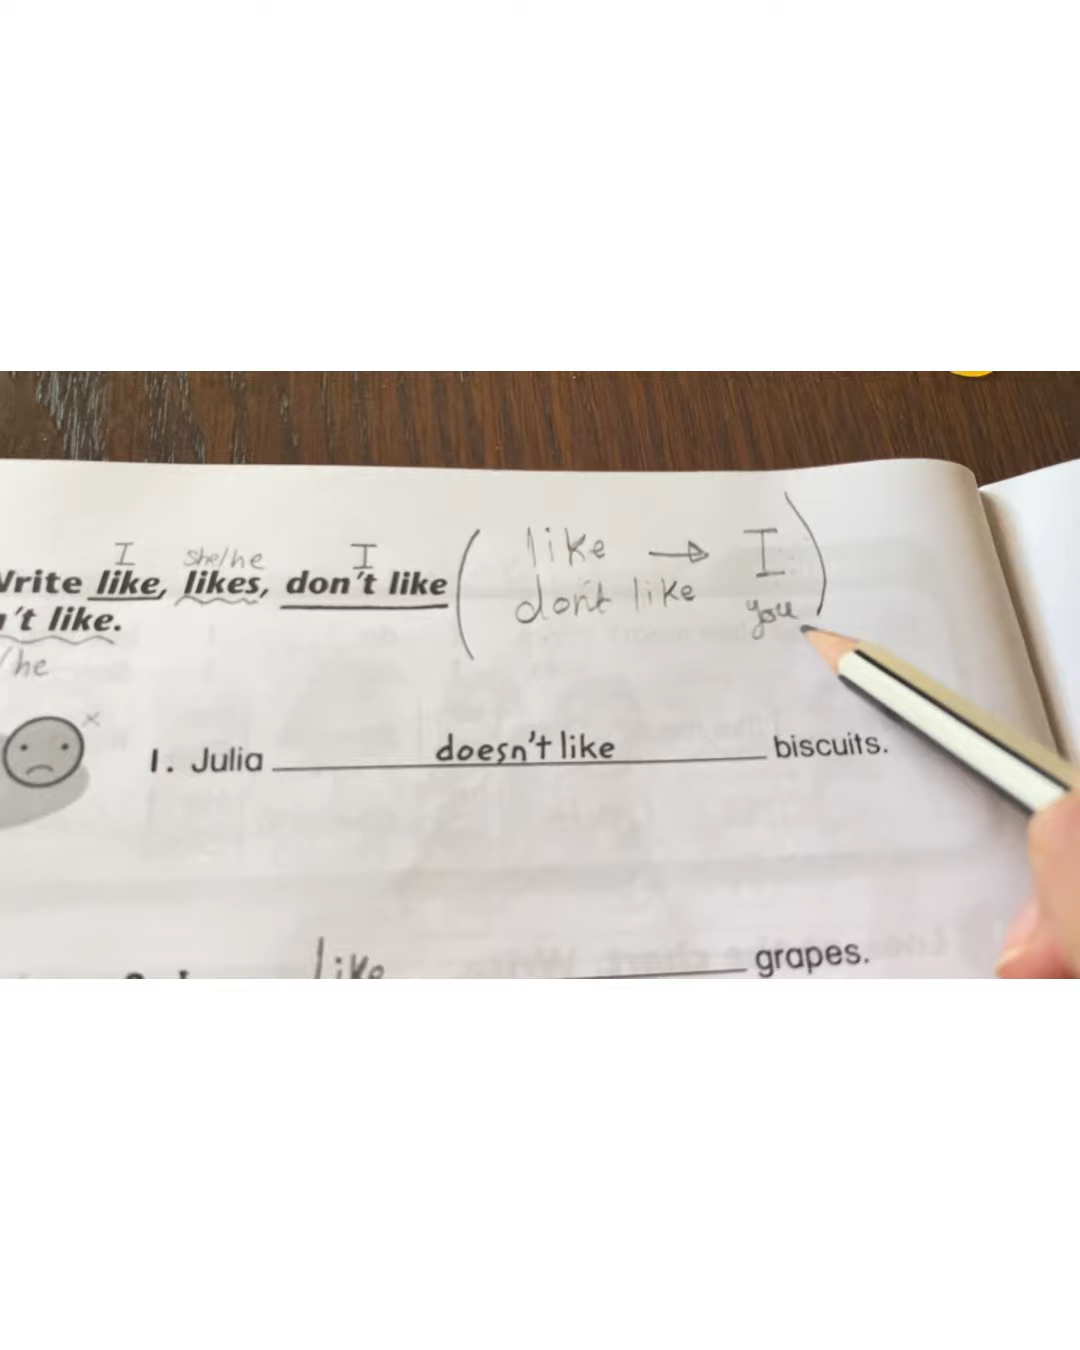 I she/he I
like → I
like, likes, don't like
don't like you
't like.
he
x
1. Julia doesn't like biscuits.
like grapes.